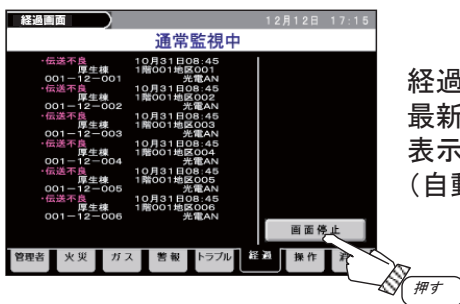 経過画面 12月12日 17:15
通常監視中
・伝送不良 10月31日08:45
厚生棟 1階001地区001
001－12－001 光電AN
・伝送不良 10月31日08:45
厚生棟 1階001地区002
001－12－002 光電AN
・伝送不良 10月31日08:45
厚生棟 1階001地区003
001－12－003 光電AN
・伝送不良 10月31日08:45
厚生棟 1階001地区004
001－12－004 光電AN
・伝送不良 10月31日08:45
厚生棟 1階001地区005
001－12－005 光電AN
・伝送不良 10月31日08:45
厚生棟 1階001地区006
001－12－006 光電AN
画面停止
管理者 火災 ガス 警報 トラブル 経過 操作
押す
経過
最新
表示
（自動